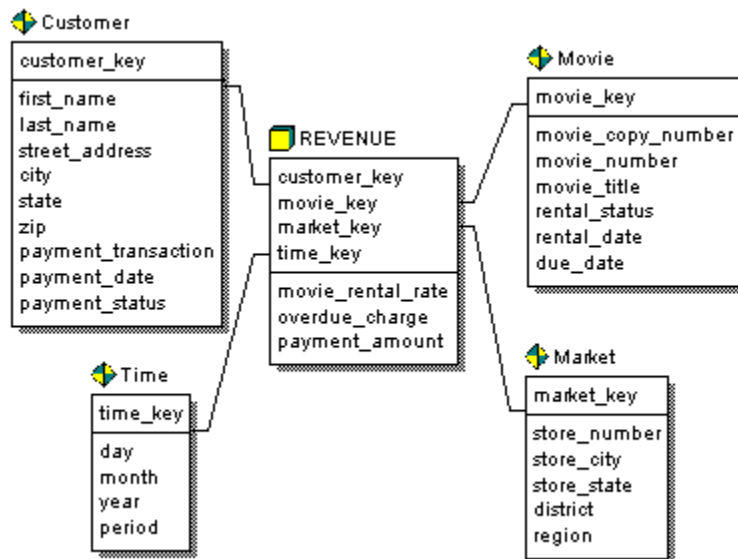 Customer
customer_key
first_name
last_name
street_address
city
state
zip
payment_transaction
payment_date
payment_status
REVENUE
customer_key
movie_key
market_key
time_key
movie_rental_rate
overdue_charge
payment_amount
Movie
movie_key
movie_copy_number
movie_number
movie_title
rental_status
rental_date
due_date
Time
time_key
day
month
year
period
Market
market_key
store_number
store_city
store_state
district
region